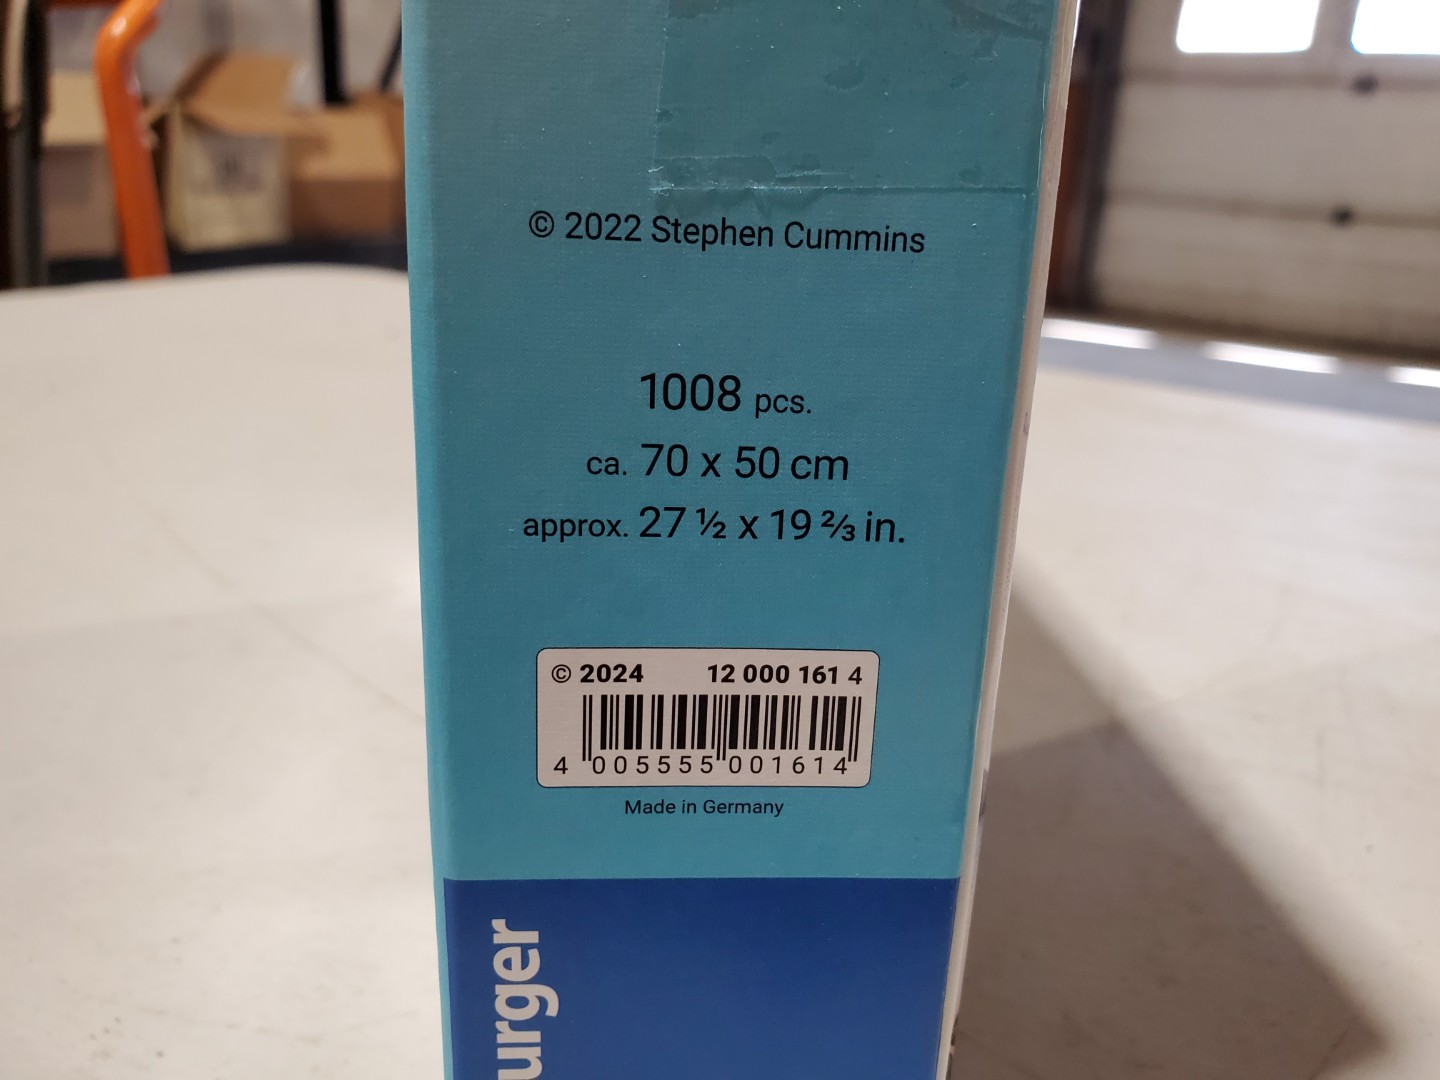 © 2022 Stephen Cummins
1008 pcs.
ca. 70 x 50 cm
approx. 27 ½ x 19 ⅔ in.
© 2024 12 000 161 4
4 005555 001614
Made in Germany
urger